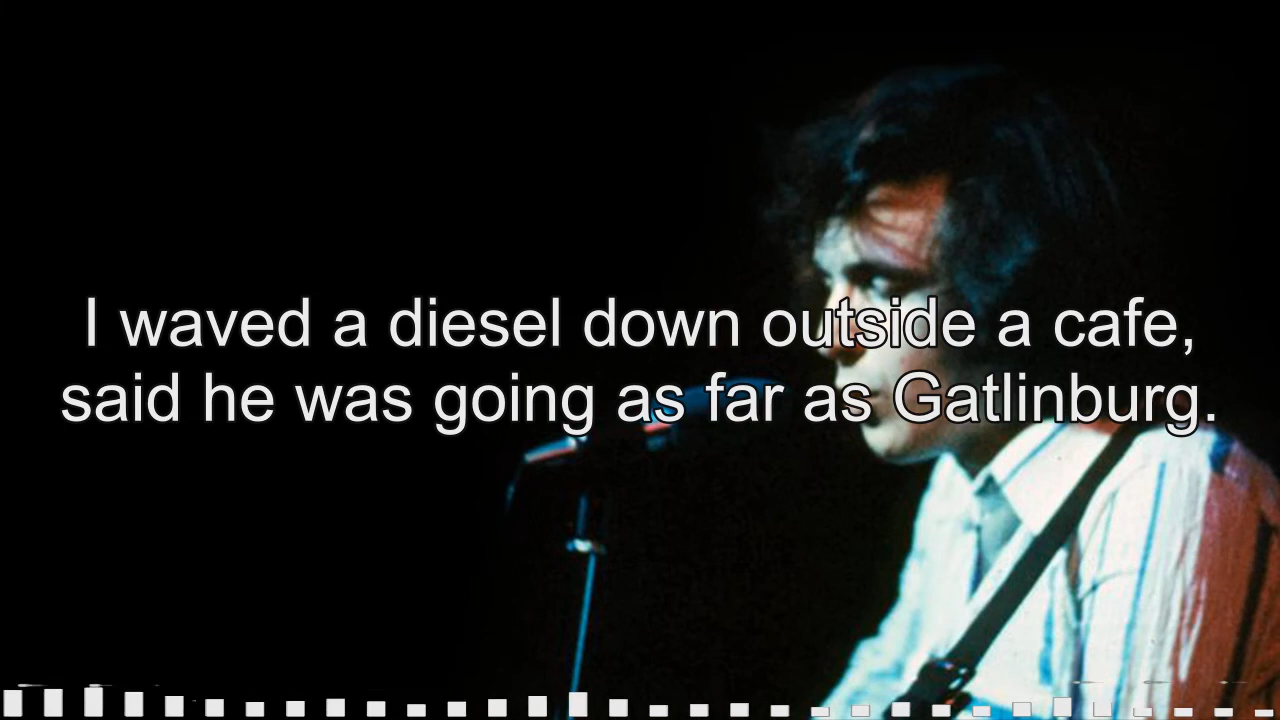 I waved a diesel down outside a cafe,
said he was going as far as Gatlinburg.